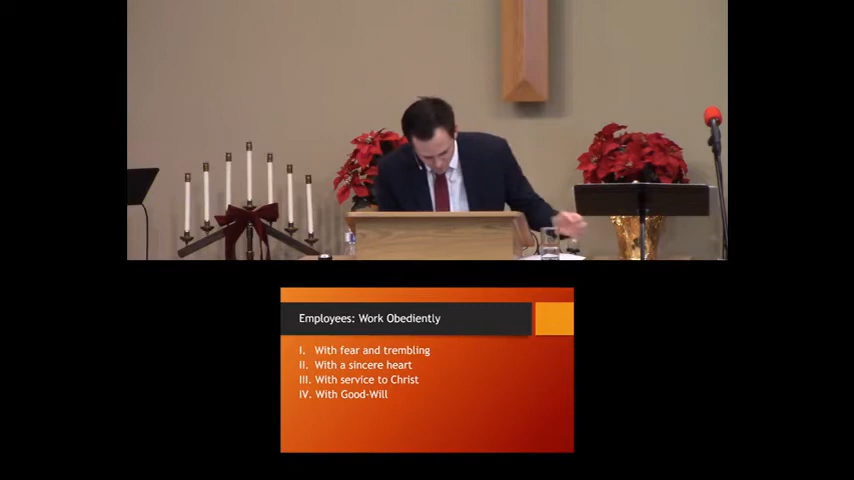 Employees: Work Obediently
I. With fear and trembling
II. With a sincere heart
III. With service to Christ
IV. With Good-Will